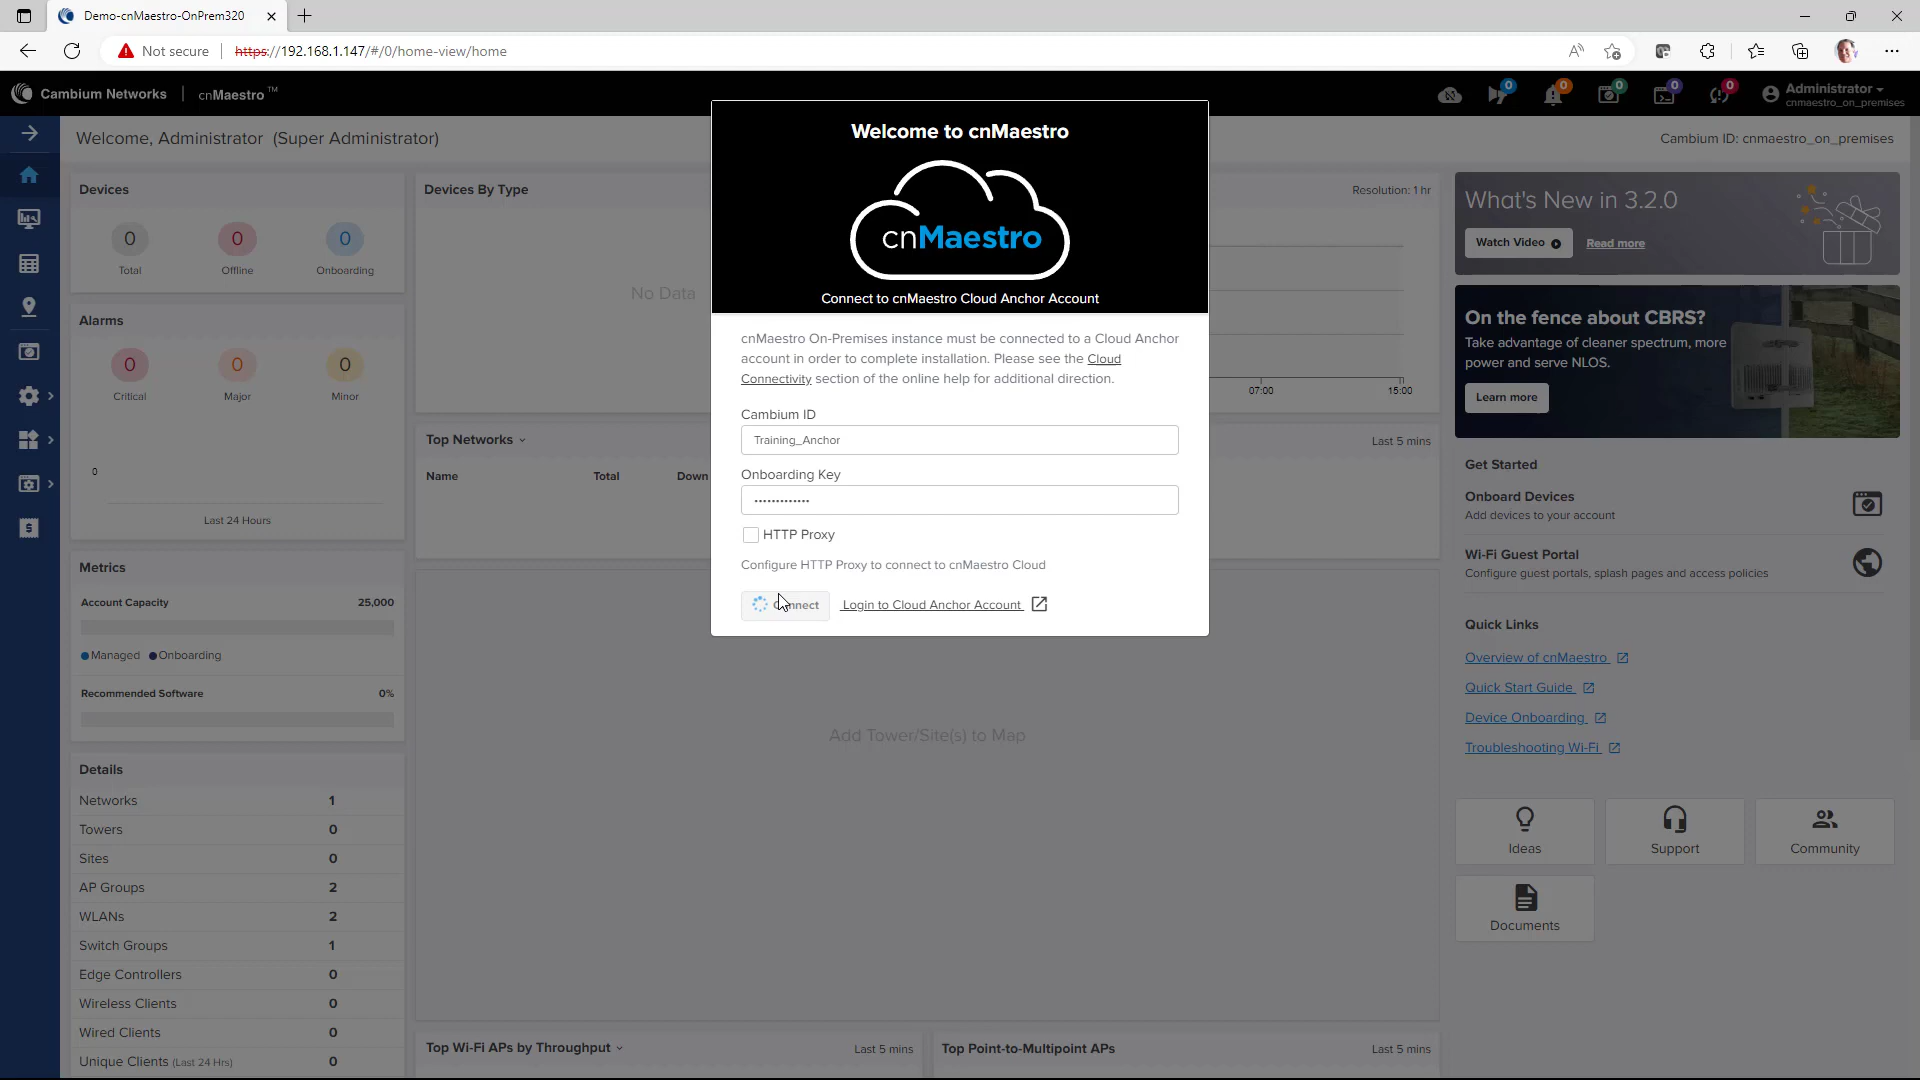 Demo-cnMaestro-OnPrem320
Not secure
https://192.168.1.147/#/0/home-view/home
Cambium Networks | cnMaestro™
0
0
0
0
0
Administrator
cnmaestro_on_premises
Welcome, Administrator (Super Administrator)
Cambium ID: cnmaestro_on_premises
Devices
0
0
0
Total
Offline
Onboarding
Alarms
0
0
0
Critical
Major
Minor
0
Last 24 Hours
Metrics
Account Capacity
25,000
Managed
Onboarding
Recommended Software
0%
Details
Networks 1
Towers 0
Sites 0
AP Groups 2
WLANs 2
Switch Groups 1
Edge Controllers 0
Wireless Clients 0
Wired Clients 0
Unique Clients (Last 24 Hrs) 0
Devices By Type
No Data
Resolution: 1 hr
07:00
15:00
Top Networks
Last 5 mins
Name
Total
Down
Add Tower/Site(s) to Map
Top Wi-Fi APs by Throughput
Last 5 mins
Top Point-to-Multipoint APs
Last 5 mins
Welcome to cnMaestro
cnMaestro
Connect to cnMaestro Cloud Anchor Account
cnMaestro On-Premises instance must be connected to a Cloud Anchor
account in order to complete installation. Please see the Cloud
Connectivity section of the online help for additional direction.
Cambium ID
Training_Anchor
Onboarding Key
•••••••••••••
HTTP Proxy
Configure HTTP Proxy to connect to cnMaestro Cloud
Connect
Login to Cloud Anchor Account
What's New in 3.2.0
Watch Video
Read more
On the fence about CBRS?
Take advantage of cleaner spectrum, more
power and serve NLOS.
Learn more
Get Started
Onboard Devices
Add devices to your account
Wi-Fi Guest Portal
Configure guest portals, splash pages and access policies
Quick Links
Overview of cnMaestro
Quick Start Guide
Device Onboarding
Troubleshooting Wi-Fi
Ideas
Support
Community
Documents